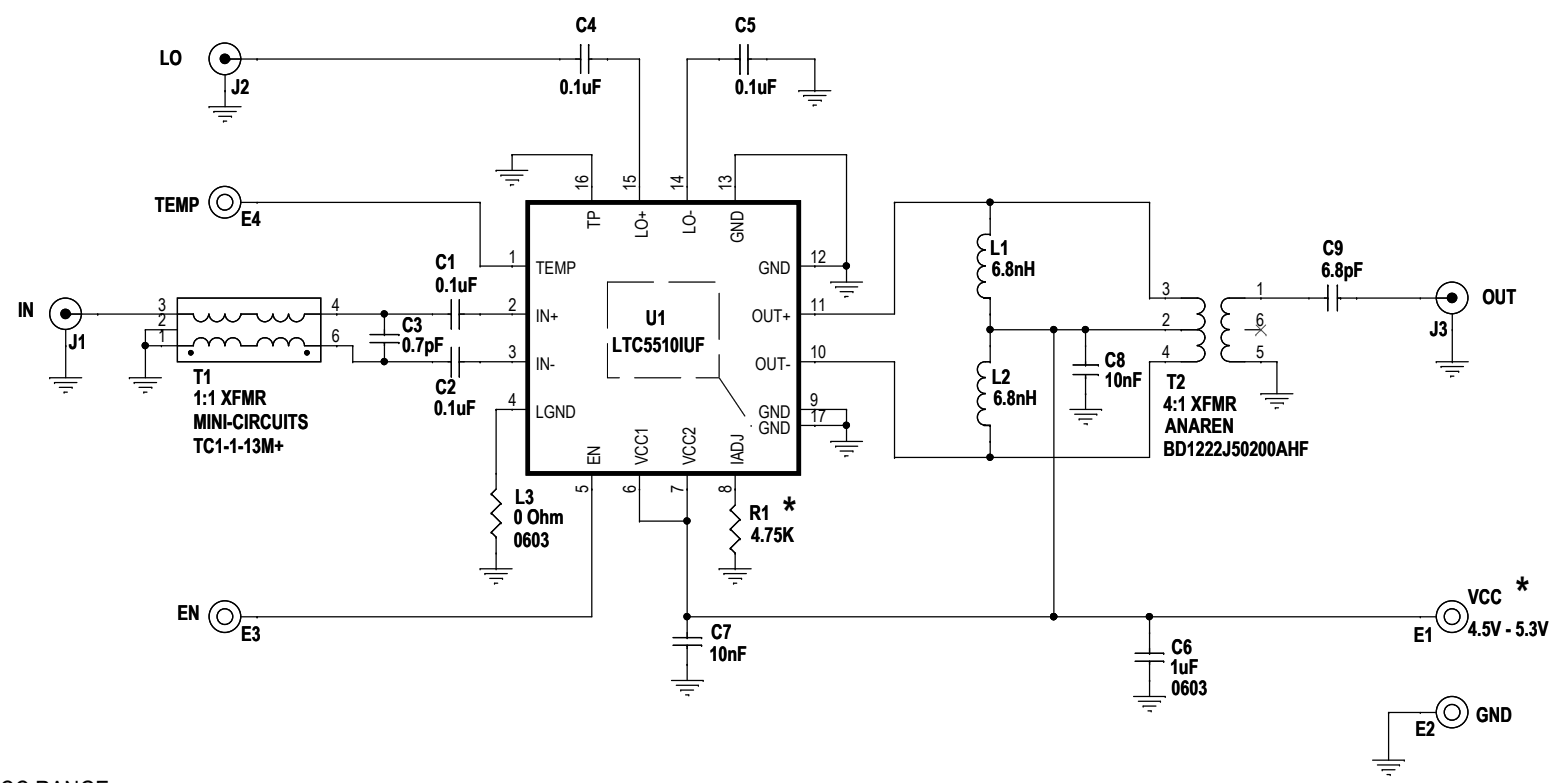 C4
0.1uF
C5
0.1uF
LO
J2
TEMP
E4
16
15
14
13
TP
LO+
LO-
GND
1
TEMP
2
IN+
3
IN-
4
LGND
5
EN
6
VCC1
7
VCC2
8
IADJ
12
GND
11
OUT+
10
OUT-
9
GND
17
GND
U1
LTC5510IUF
IN
J1
3
2
1
4
6
T1
1:1 XFMR
MINI-CIRCUITS
TC1-1-13M+
C1
0.1uF
C3
0.7pF
C2
0.1uF
L3
0 Ohm
0603
R1 *
4.75K
L1
6.8nH
L2
6.8nH
C8
10nF
3
2
4
1
6
5
T2
4:1 XFMR
ANAREN
BD1222J50200AHF
C9
6.8pF
OUT
J3
EN
E3
C7
10nF
C6
1uF
0603
VCC *
E1
4.5V - 5.3V
E2
GND